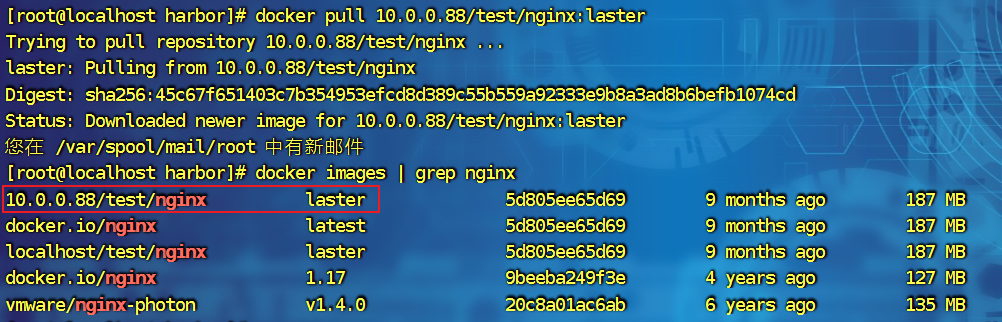 [root@localhost harbor]# docker pull 10.0.0.88/test/nginx:laster
Trying to pull repository 10.0.0.88/test/nginx ...
laster: Pulling from 10.0.0.88/test/nginx
Digest: sha256:45c67f651403c7b354953efcd8d389c55b559a92333e9b8a3ad8b6befb1074cd
Status: Downloaded newer image for 10.0.0.88/test/nginx:laster
您在 /var/spool/mail/root 中有新邮件
[root@localhost harbor]# docker images | grep nginx
10.0.0.88/test/nginx laster 5d805ee65d69 9 months ago 187 MB
docker.io/nginx latest 5d805ee65d69 9 months ago 187 MB
localhost/test/nginx laster 5d805ee65d69 9 months ago 187 MB
docker.io/nginx 1.17 9beeba249f3e 4 years ago 127 MB
vmware/nginx-photon v1.4.0 20c8a01ac6ab 6 years ago 135 MB